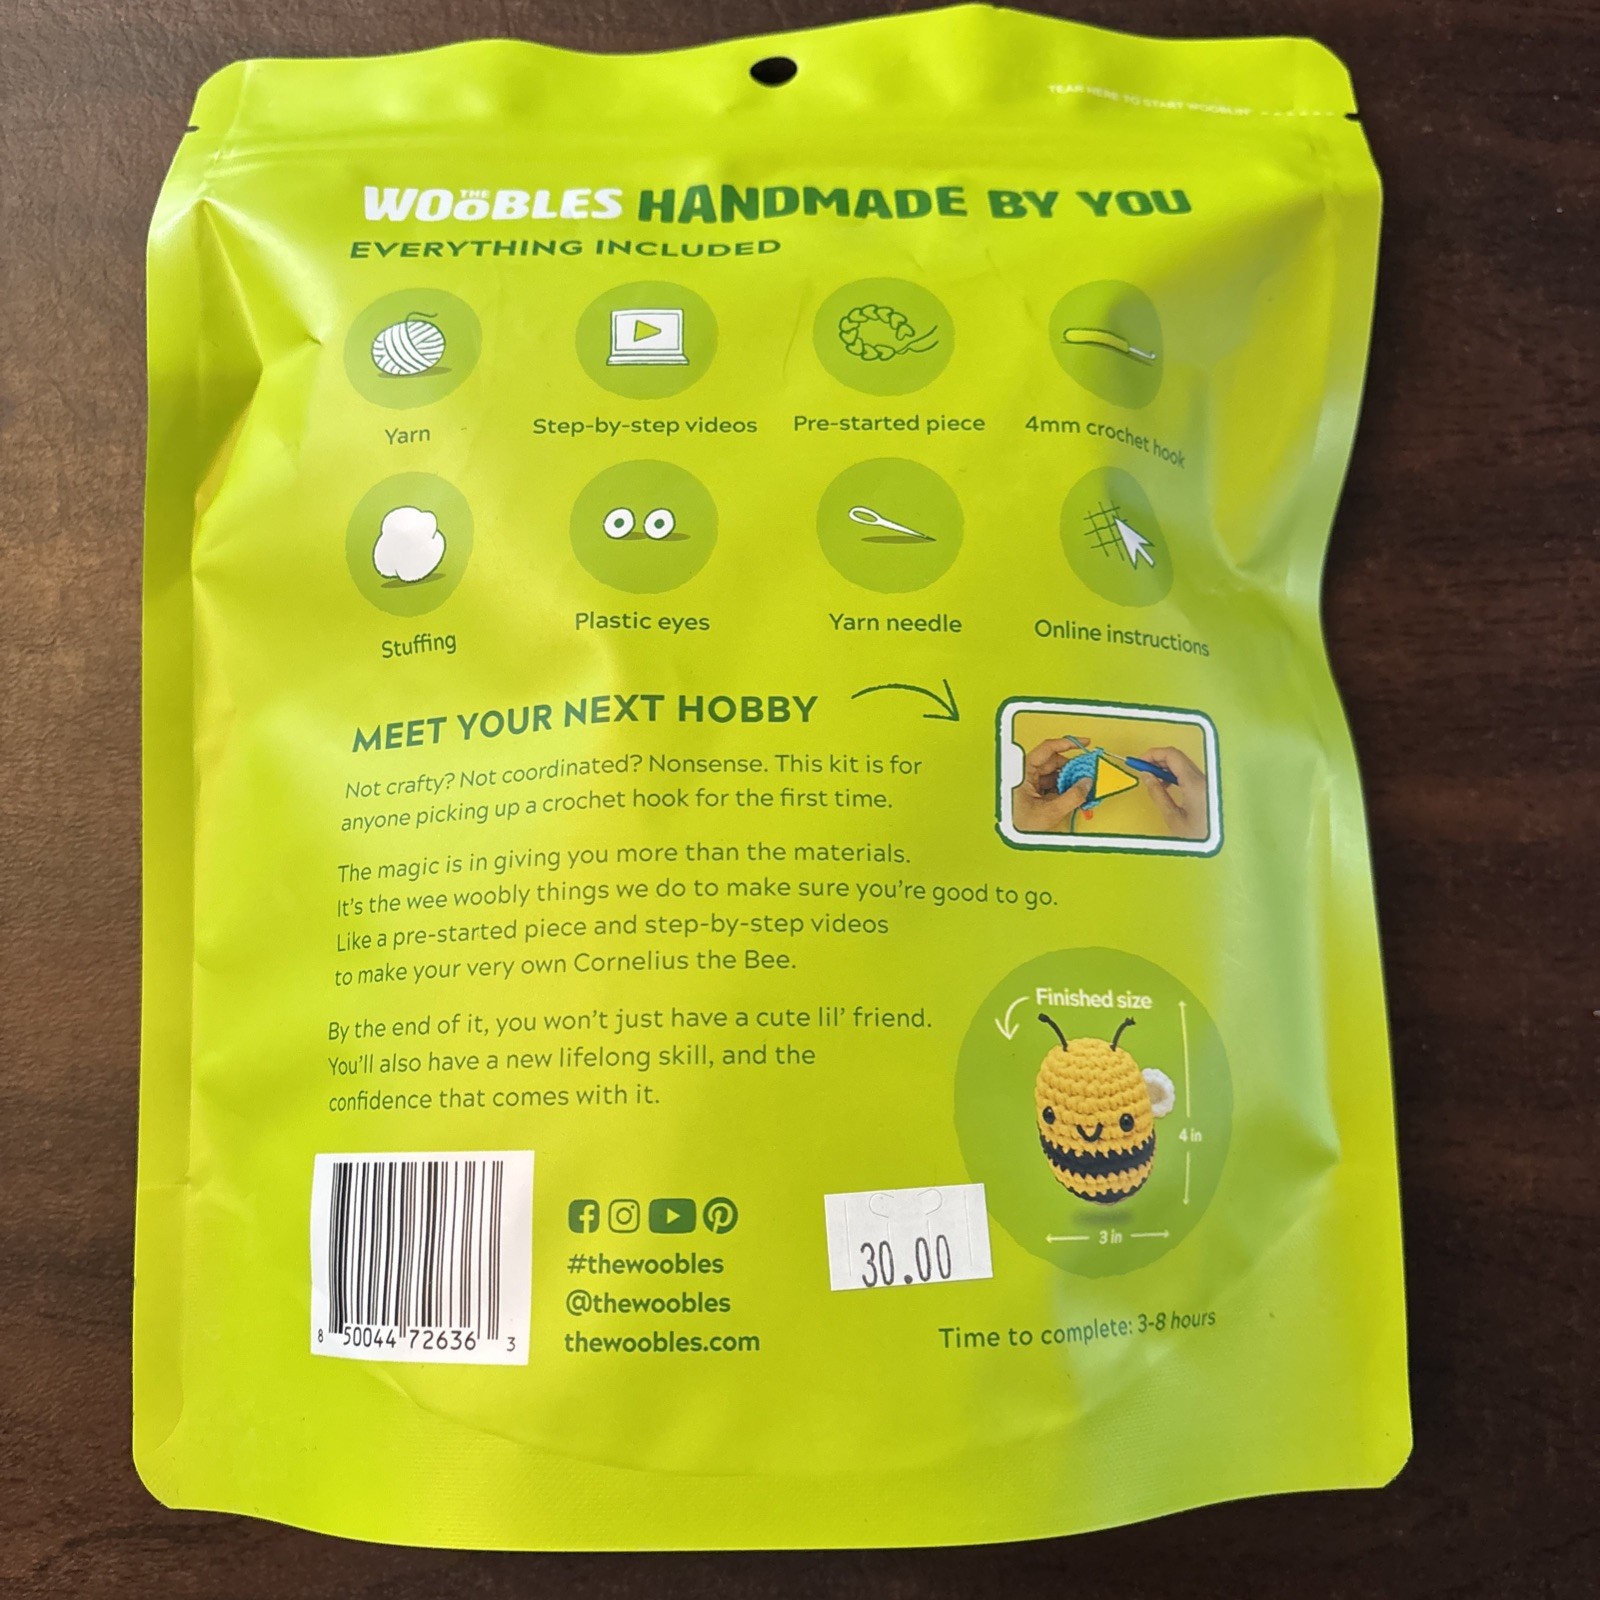 TEAR HERE TO START WOOBLIN'
THE WOOBLES HANDMADE BY YOU
EVERYTHING INCLUDED
Yarn
Step-by-step videos
Pre-started piece
4mm crochet hook
Stuffing
Plastic eyes
Yarn needle
Online instructions
MEET YOUR NEXT HOBBY
Not crafty? Not coordinated? Nonsense. This kit is for
anyone picking up a crochet hook for the first time.
The magic is in giving you more than the materials.
It's the wee woobly things we do to make sure you're good to go.
Like a pre-started piece and step-by-step videos
to make your very own Cornelius the Bee.
By the end of it, you won't just have a cute lil' friend.
You'll also have a new lifelong skill, and the
confidence that comes with it.
Finished size
4 in
3 in
8 50044 72636 3
#thewoobles
@thewoobles
thewoobles.com
30.00
Time to complete: 3-8 hours